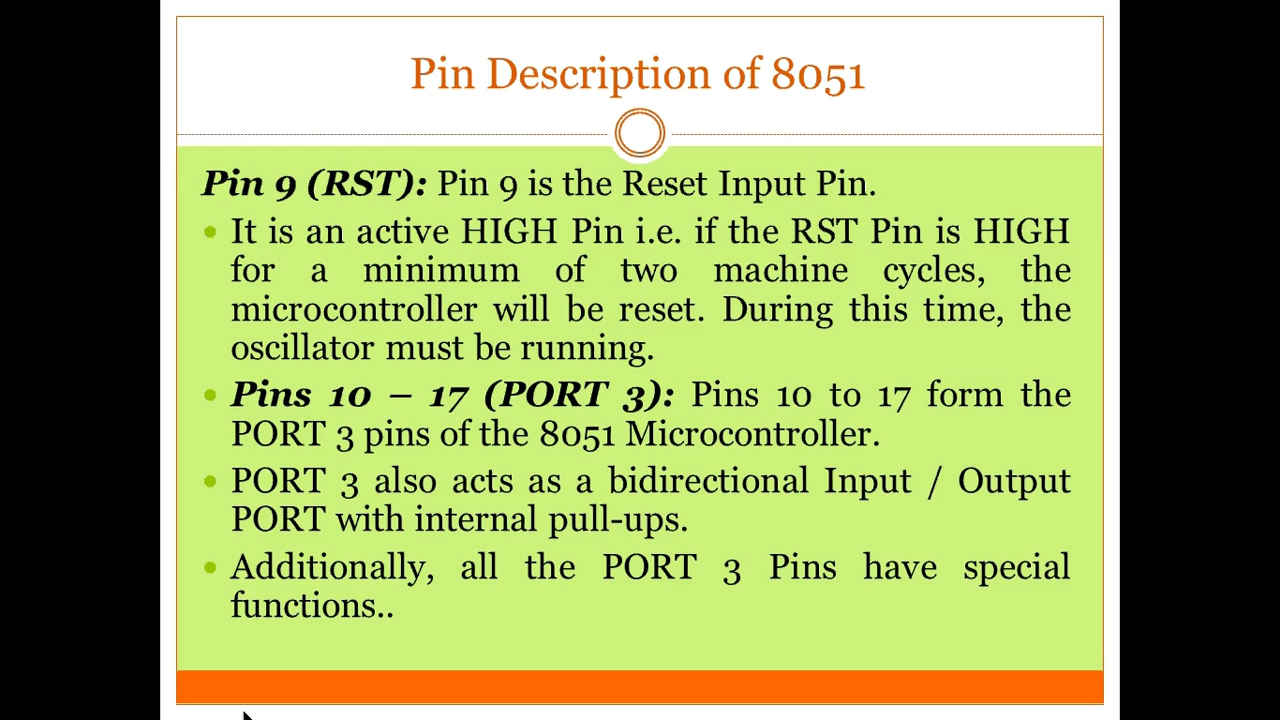 Pin Description of 8051
Pin 9 (RST): Pin 9 is the Reset Input Pin.
• It is an active HIGH Pin i.e. if the RST Pin is HIGH
for a minimum of two machine cycles, the
microcontroller will be reset. During this time, the
oscillator must be running.
• Pins 10 – 17 (PORT 3): Pins 10 to 17 form the
PORT 3 pins of the 8051 Microcontroller.
• PORT 3 also acts as a bidirectional Input / Output
PORT with internal pull-ups.
• Additionally, all the PORT 3 Pins have special
functions..